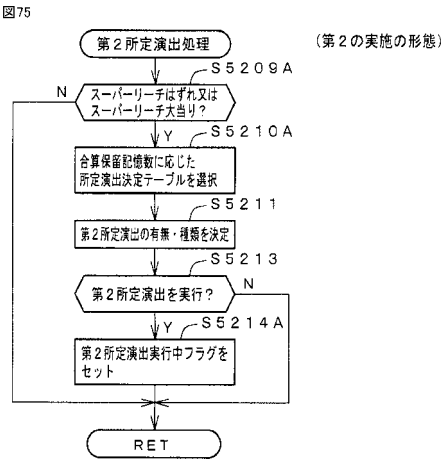 図75
第2所定演出処理
(第2の実施の形態)
S5209A
N
スーパーリーチはずれ又は
スーパーリーチ大当り?
Y
S5210A
合算保留記憶数に応じた
所定演出決定テーブルを選択
S5211
第2所定演出の有無・種類を決定
S5213
第2所定演出を実行?
N
Y
S5214A
第2所定演出実行中フラグを
セット
RET